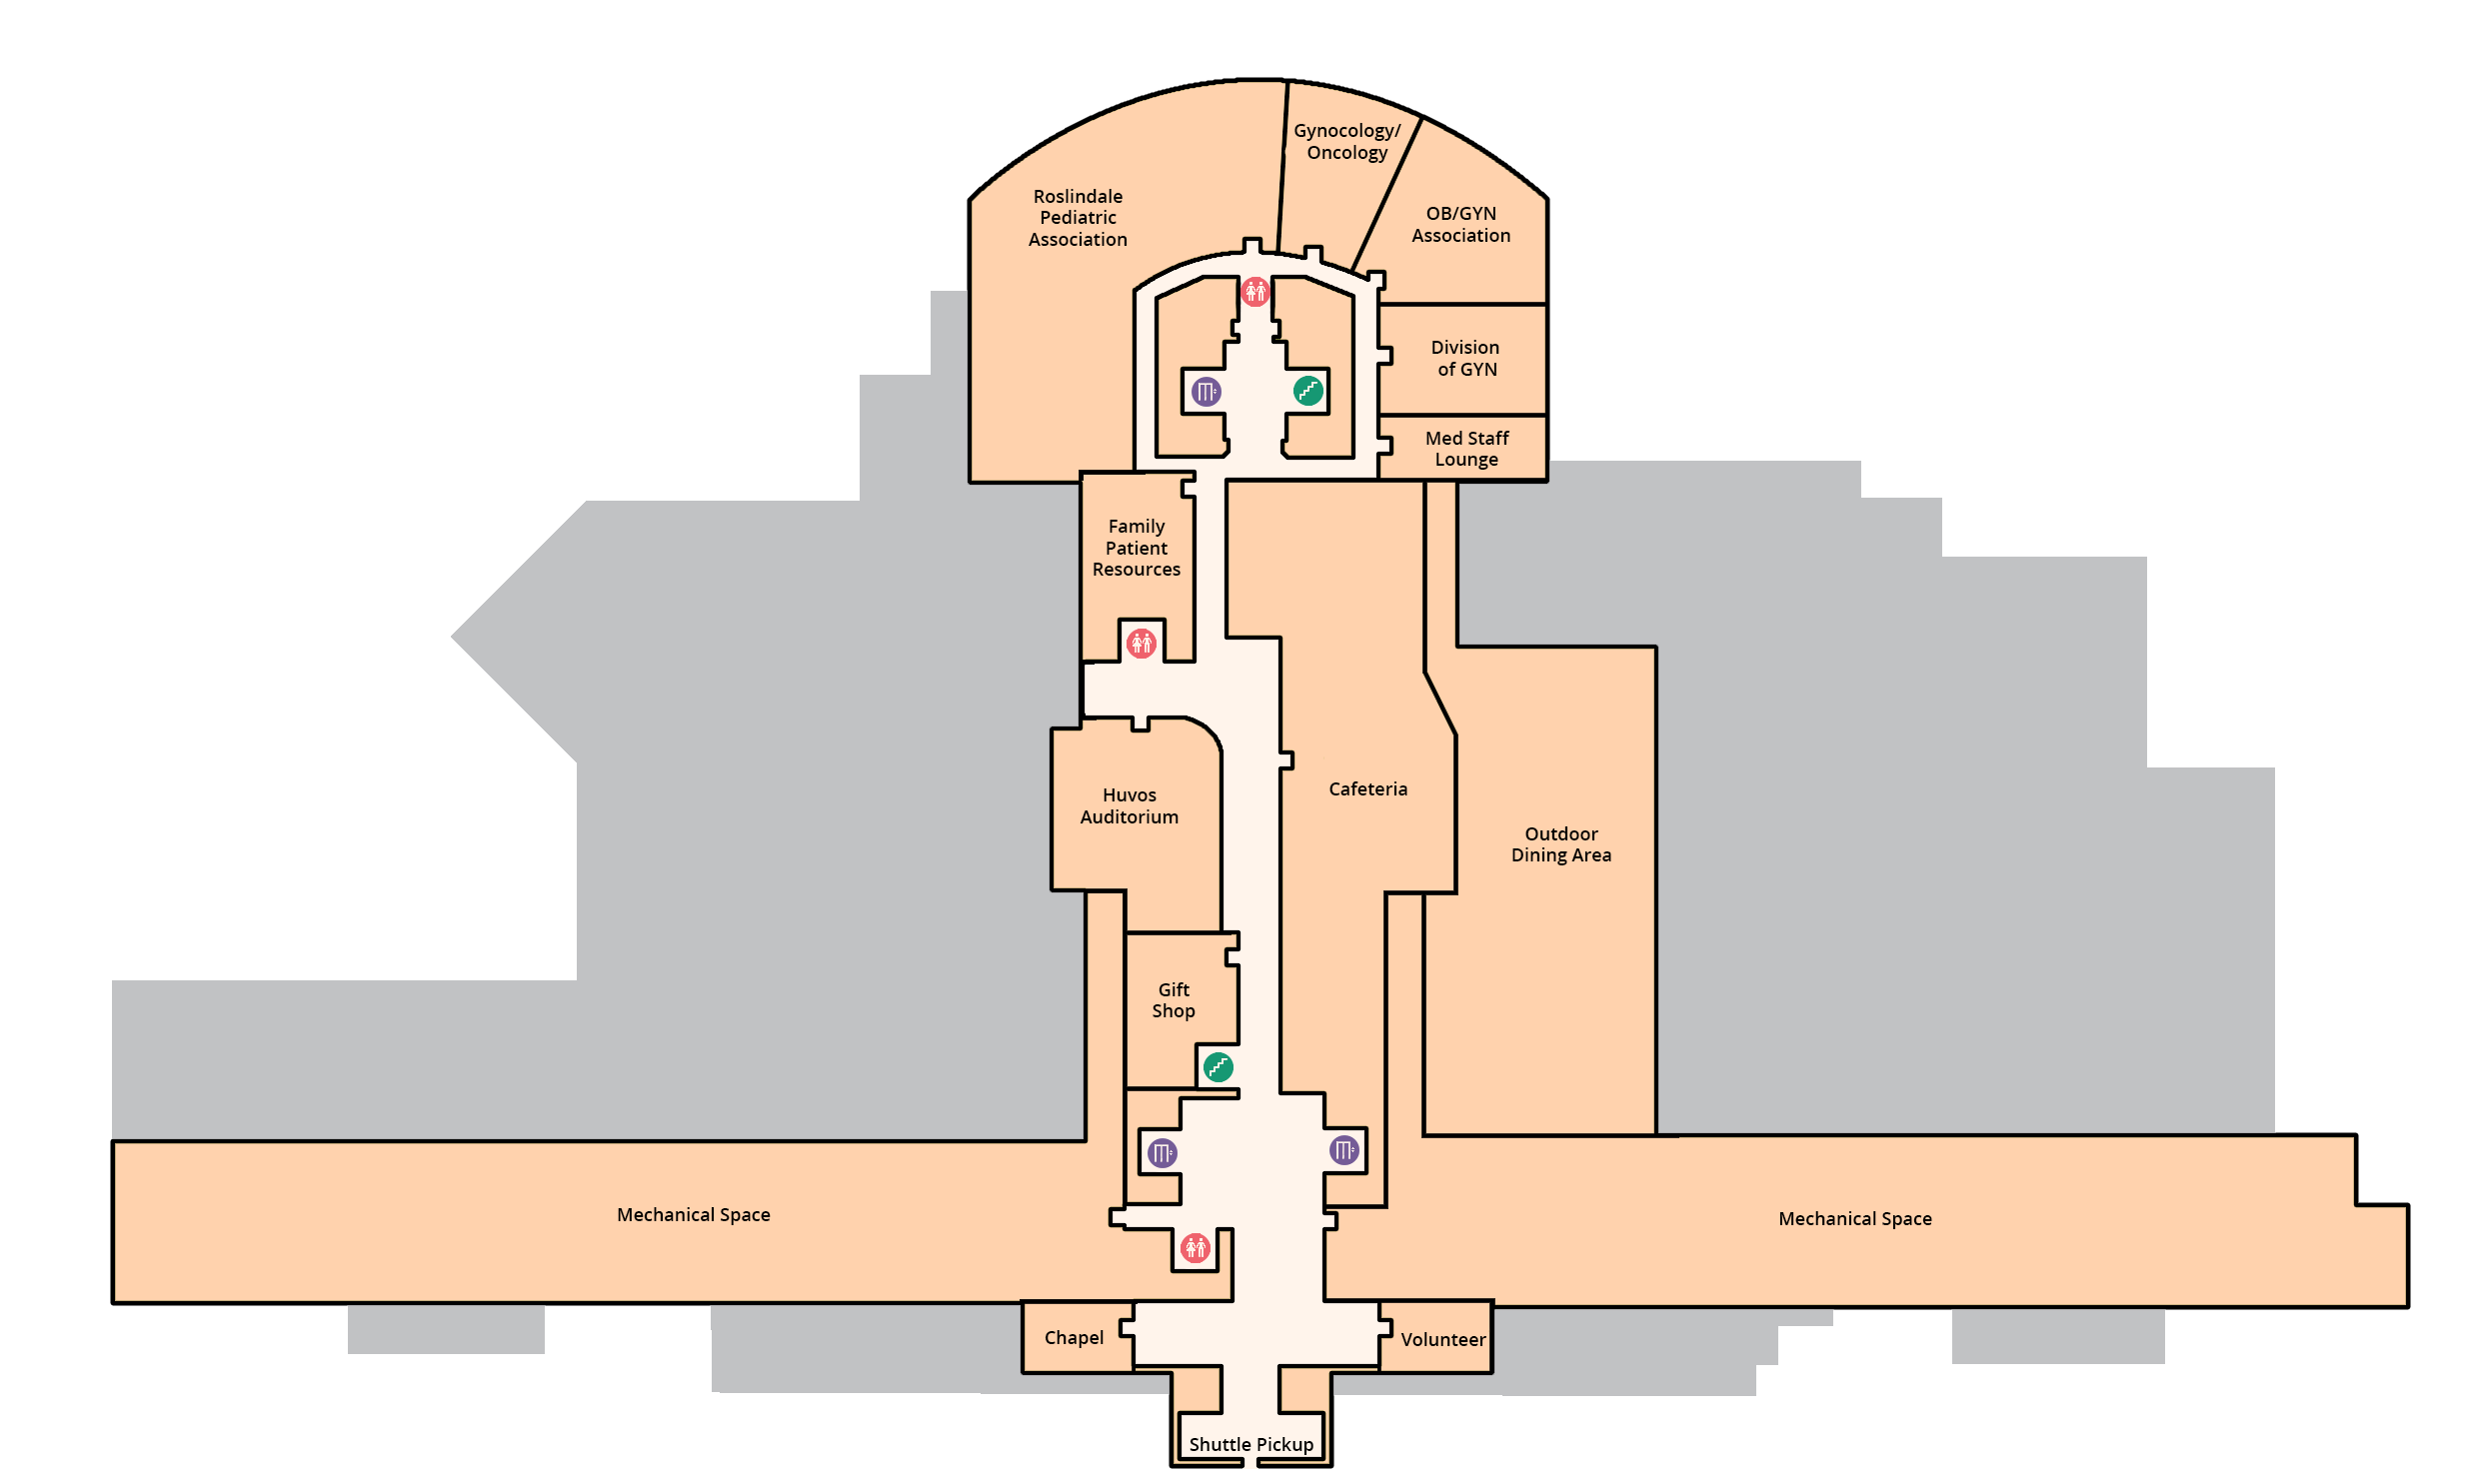 Gynocology/
Oncology
Roslindale
Pediatric
Association
OB/GYN
Association
Division
of GYN
Med Staff
Lounge
Family
Patient
Resources
Cafeteria
Huvos
Auditorium
Outdoor
Dining Area
Gift
Shop
Mechanical Space
Mechanical Space
Chapel
Volunteer
Shuttle Pickup